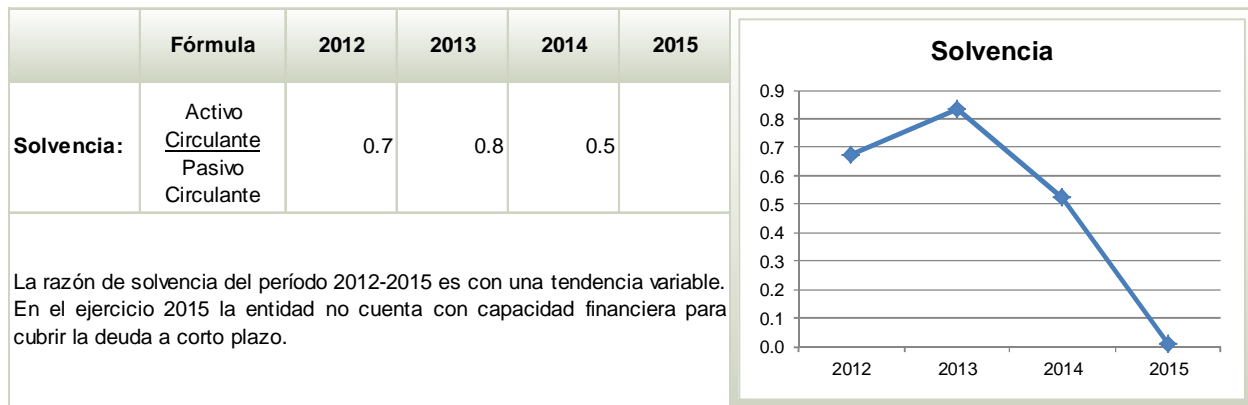 Fórmula 2012 2013 2014 2015
Solvencia:
Activo
Circulante
Pasivo
Circulante
0.7 0.8 0.5
La razón de solvencia del período 2012-2015 es con una tendencia variable.
En el ejercicio 2015 la entidad no cuenta con capacidad financiera para
cubrir la deuda a corto plazo.
Solvencia
0.9
0.8
0.7
0.6
0.5
0.4
0.3
0.2
0.1
0.0
2012 2013 2014 2015